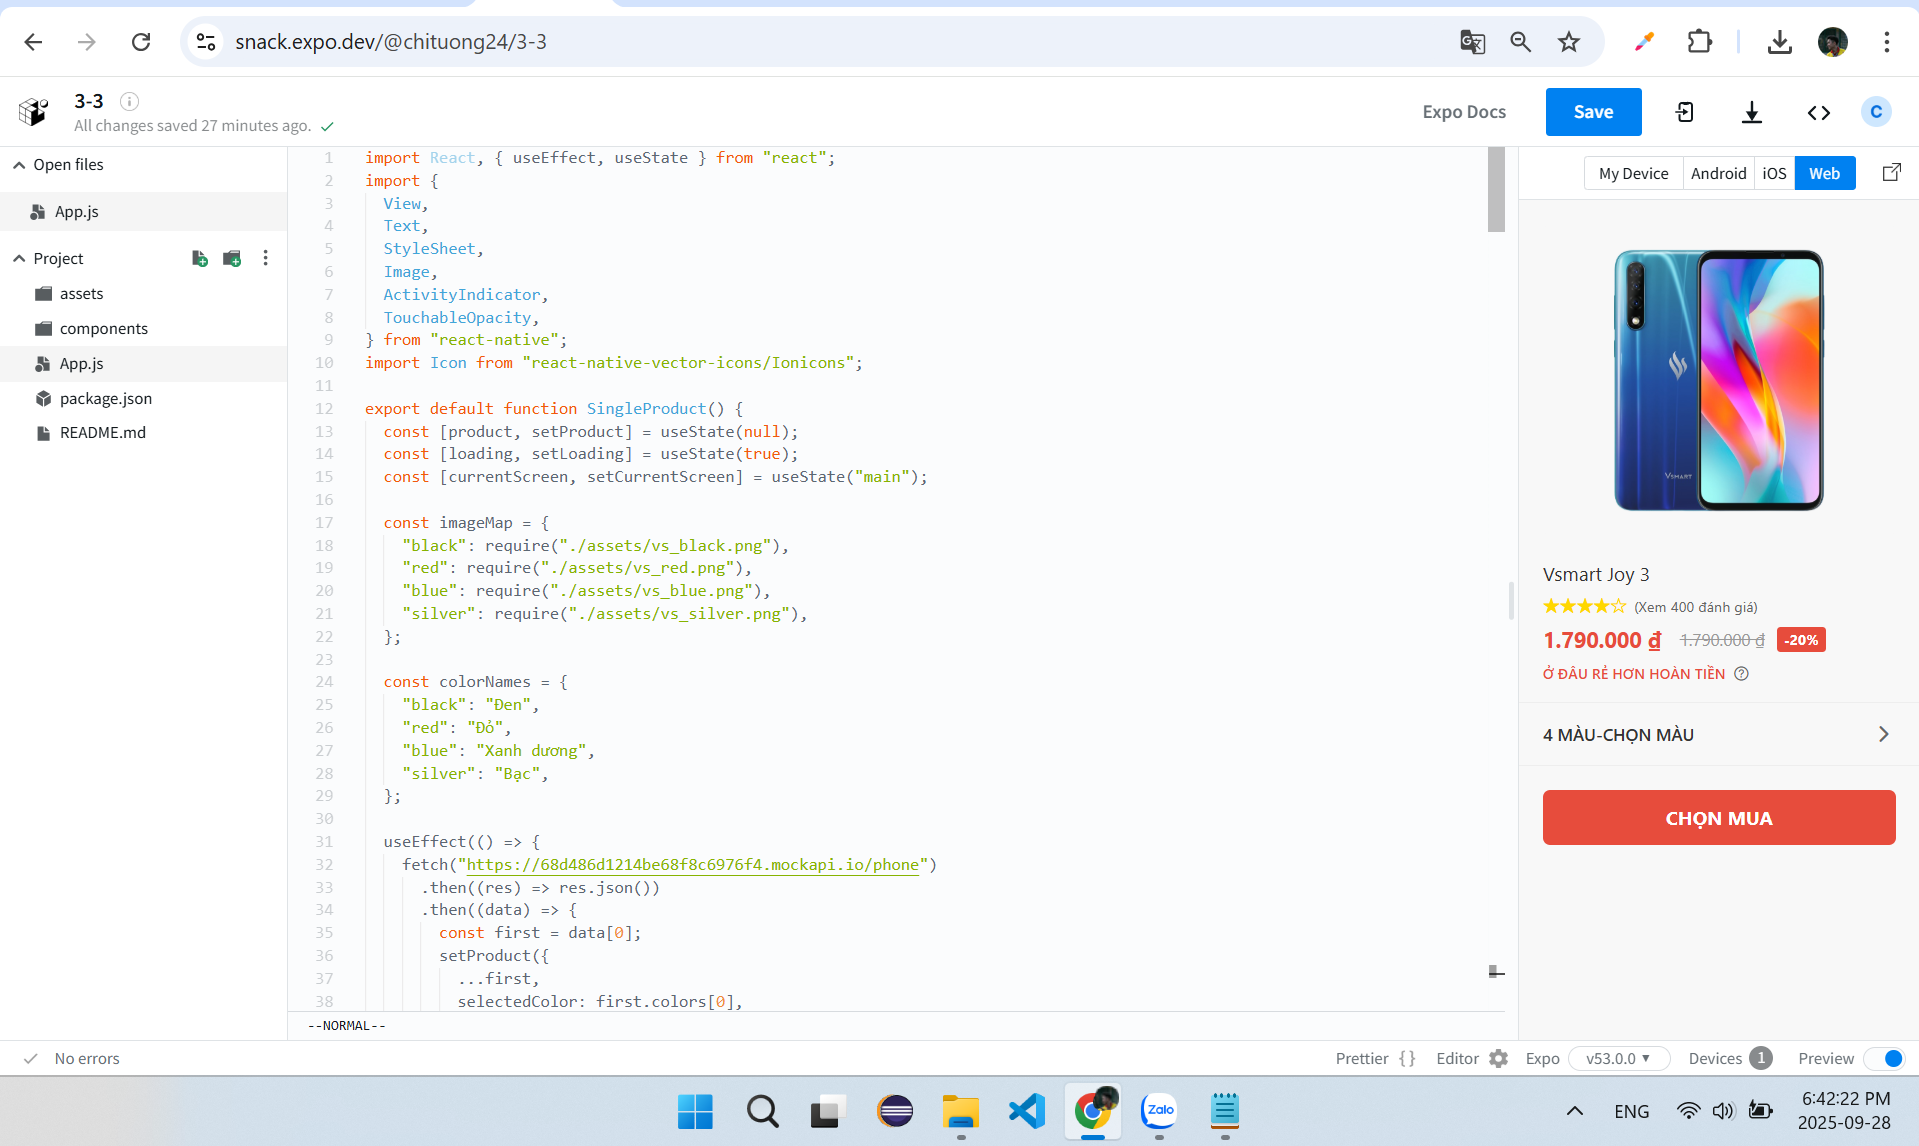 snack.expo.dev/@chituong24/3-3
3-3
All changes saved 27 minutes ago.
Expo Docs
Save
C
Open files
App.js
Project
assets
components
App.js
package.json
README.md
1 import React, { useEffect, useState } from "react";
2 import {
3 View,
4 Text,
5 StyleSheet,
6 Image,
7 ActivityIndicator,
8 TouchableOpacity,
9 } from "react-native";
10 import Icon from "react-native-vector-icons/Ionicons";
11
12 export default function SingleProduct() {
13 const [product, setProduct] = useState(null);
14 const [loading, setLoading] = useState(true);
15 const [currentScreen, setCurrentScreen] = useState("main");
16
17 const imageMap = {
18 "black": require("./assets/vs_black.png"),
19 "red": require("./assets/vs_red.png"),
20 "blue": require("./assets/vs_blue.png"),
21 "silver": require("./assets/vs_silver.png"),
22 };
23
24 const colorNames = {
25 "black": "Đen",
26 "red": "Đỏ",
27 "blue": "Xanh dương",
28 "silver": "Bạc",
29 };
30
31 useEffect(() => {
32 fetch("https://68d486d1214be68f8c6976f4.mockapi.io/phone")
33 .then((res) => res.json())
34 .then((data) => {
35 const first = data[0];
36 setProduct({
37 ...first,
38 selectedColor: first.colors[0],
--NORMAL--
My Device Android iOS Web
VSMART
Vsmart Joy 3
★★★★☆ (Xem 400 đánh giá)
1.790.000 ₫ 1.790.000 ₫ -20%
Ở ĐÂU RẺ HƠN HOÀN TIỀN
4 MÀU-CHỌN MÀU
CHỌN MUA
No errors
Prettier { } Editor Expo v53.0.0 ▼ Devices 1 Preview
Zalo
ENG
6:42:22 PM
2025-09-28